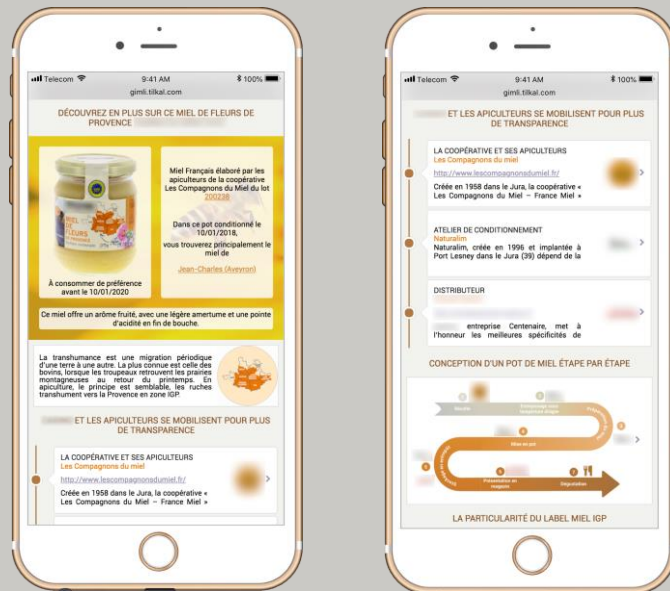 Telecom
9:41 AM
100%
gimli.tilkal.com
DÉCOUVREZ EN PLUS SUR CE MIEL DE FLEURS DE
PROVENCE
MIEL
DE
FLEURS
À consommer de préférence
avant le 10/01/2020
Miel Français élaboré par les
apiculteurs de la coopérative
Les Compagnons du Miel du lot
200238
Dans ce pot conditionné le
10/01/2018,
vous trouverez principalement le
miel de
Jean-Charles (Aveyron)
Ce miel offre un arôme fruité, avec une légère amertume et une pointe
d'acidité en fin de bouche.
La transhumance est une migration périodique
d'une terre à une autre. La plus connue est celle des
bovins, lorsque les troupeaux retrouvent les prairies
montagneuses au retour du printemps. En
apiculture, le principe est semblable, les ruches
transhument vers la Provence en zone IGP.
ET LES APICULTEURS SE MOBILISENT POUR PLUS
DE TRANSPARENCE
LA COOPÉRATIVE ET SES APICULTEURS
Les Compagnons du miel
http://www.lescompagnonsdumiel.fr/
Créée en 1958 dans le Jura, la coopérative «
Les Compagnons du Miel – France Miel »
Telecom
9:41 AM
100%
gimli.tilkal.com
ET LES APICULTEURS SE MOBILISENT POUR PLUS
DE TRANSPARENCE
LA COOPÉRATIVE ET SES APICULTEURS
Les Compagnons du miel
http://www.lescompagnonsdumiel.fr/
Créée en 1958 dans le Jura, la coopérative «
Les Compagnons du Miel – France Miel »
ATELIER DE CONDITIONNEMENT
Naturalim
Naturalim, créée en 1996 et implantée à
Port Lesney dans le Jura (39) dépend de la
DISTRIBUTEUR
entreprise Centenaire, met à
l'honneur les meilleures spécificités de
CONCEPTION D'UN POT DE MIEL ÉTAPE PAR ÉTAPE
Mise en pot
Présentation en
magasin
Dégustation
LA PARTICULARITÉ DU LABEL MIEL IGP